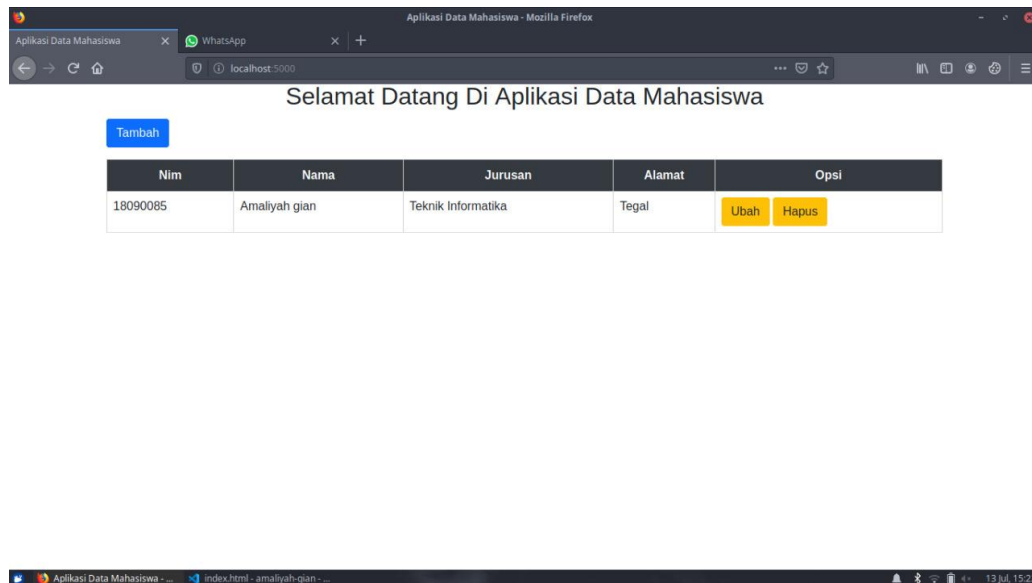 Aplikasi Data Mahasiswa - Mozilla Firefox
Aplikasi Data Mahasiswa WhatsApp
localhost:5000
Selamat Datang Di Aplikasi Data Mahasiswa
Tambah
Nim Nama Jurusan Alamat Opsi
18090085 Amaliyah gian Teknik Informatika Tegal Ubah Hapus
Aplikasi Data Mahasiswa - ... index.html - amaliyah-gian - ... 13 Jul, 15:2